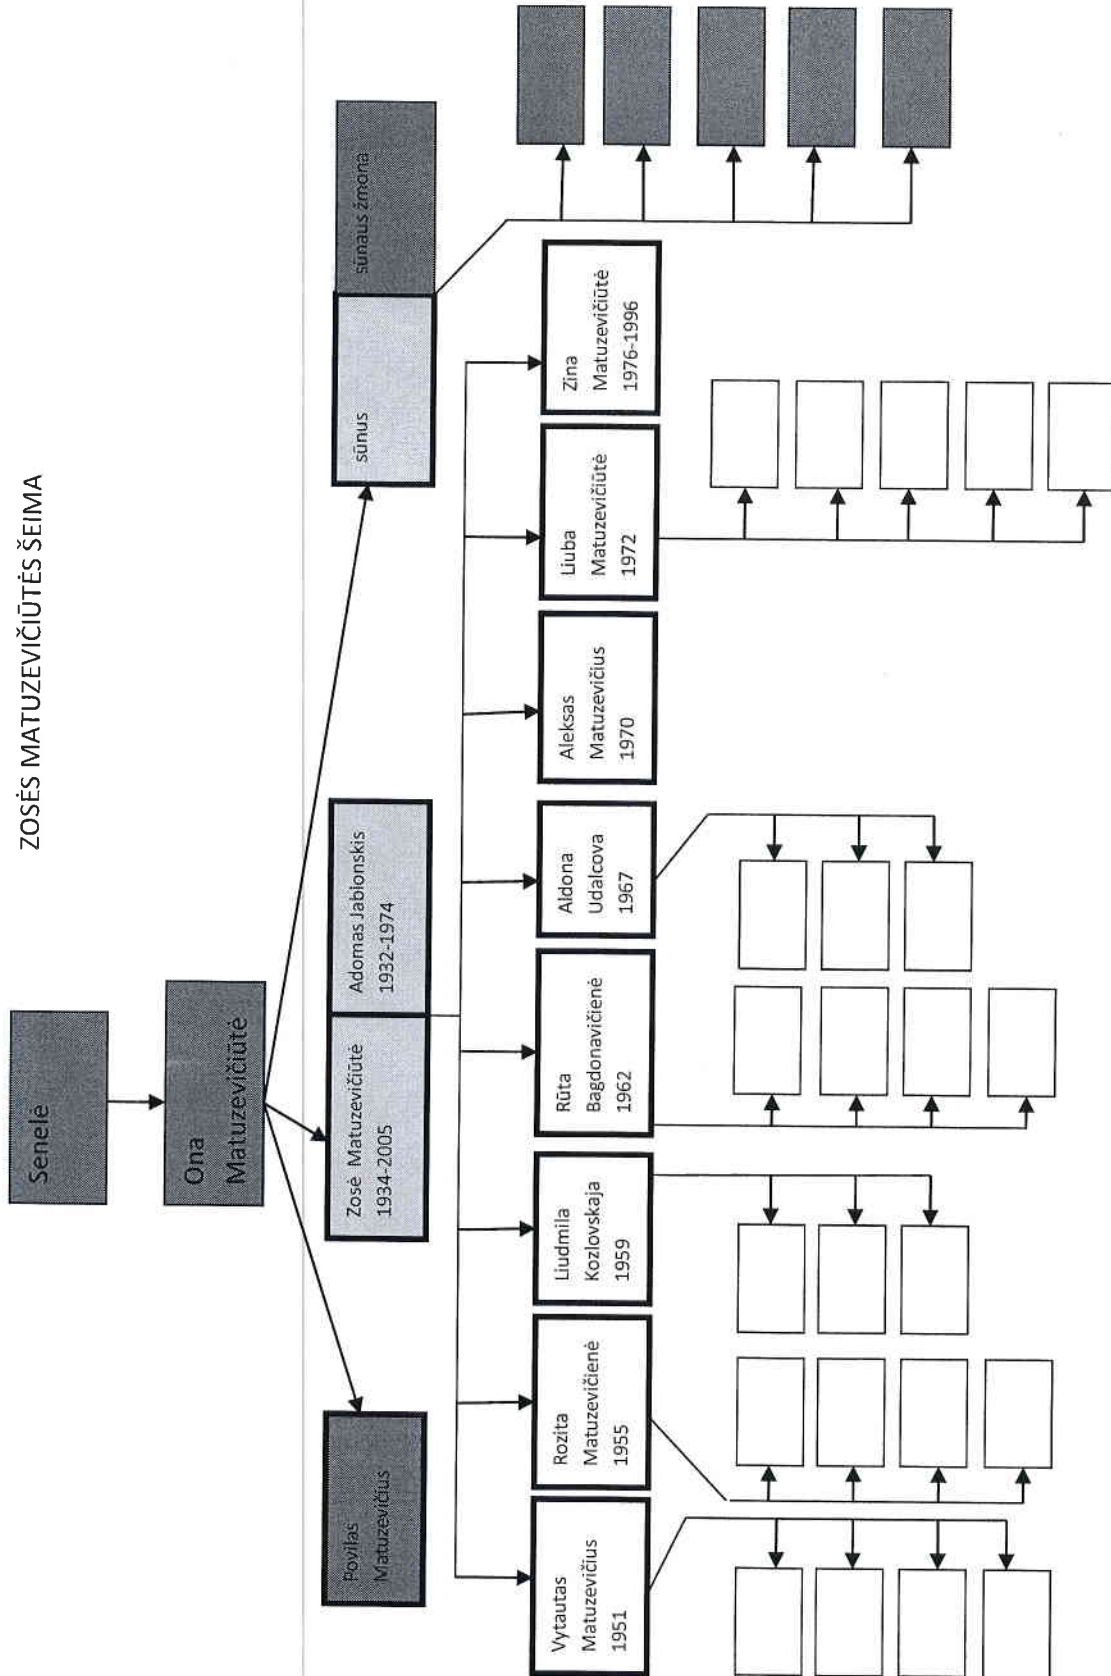 ZOSĖS MATUZEVIČIŪTĖS ŠEIMA
Senelė
Ona
Matuzevičiūtė
Povilas
Matuzevičius
Zosė Matuzevičiūtė
1934-2005
Adomas Jablonskis
1932-1974
sūnus
sūnaus žmona
Vytautas
Matuzevičius
1951
Rozita
Matuzevičienė
1955
Liudmila
Kozlovskaja
1959
Rūta
Bagdonavičienė
1962
Aldona
Udalcova
1967
Aleksas
Matuzevičius
1970
Liuba
Matuzevičiūtė
1972
Zina
Matuzevičiūtė
1976-1996